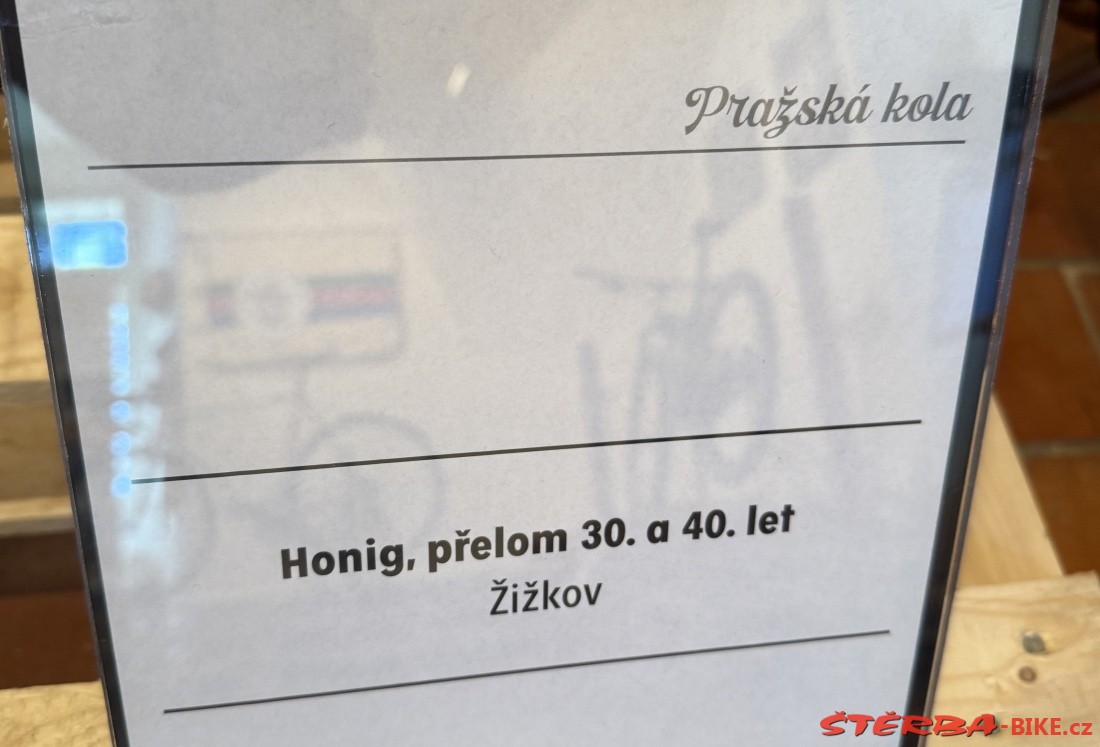 Pražská kola
Honig, přelom 30. a 40. let
Žižkov
ŠTĚRBA-BIKE.cz